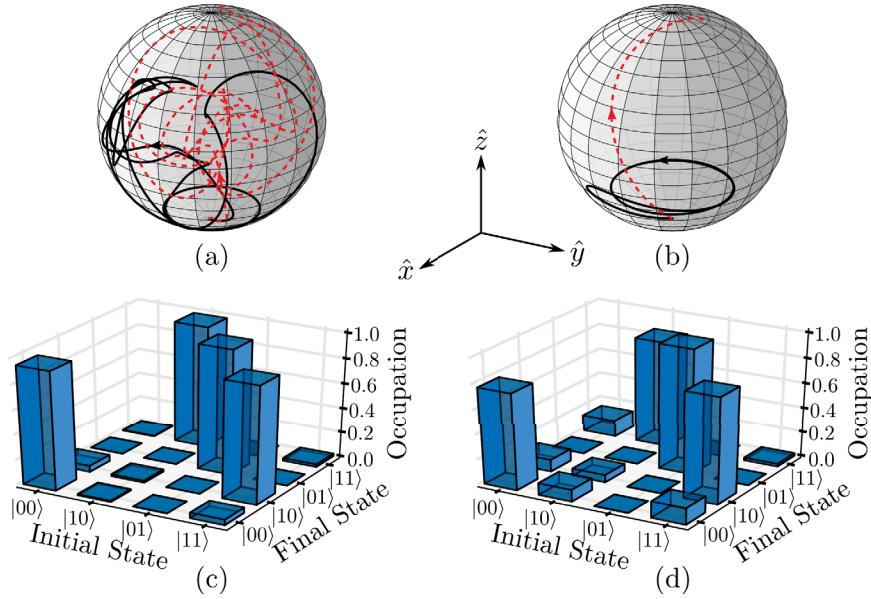 ẑ
x̂
ŷ
(a)
(b)
1.0
0.8
0.6
0.4
0.2
0.0
Occupation
|00⟩
|10⟩
|01⟩
|11⟩
Initial State
|00⟩
|10⟩
|01⟩
|11⟩
Final State
(c)
1.0
0.8
0.6
0.4
0.2
0.0
Occupation
|00⟩
|10⟩
|01⟩
|11⟩
Initial State
|00⟩
|10⟩
|01⟩
|11⟩
Final State
(d)